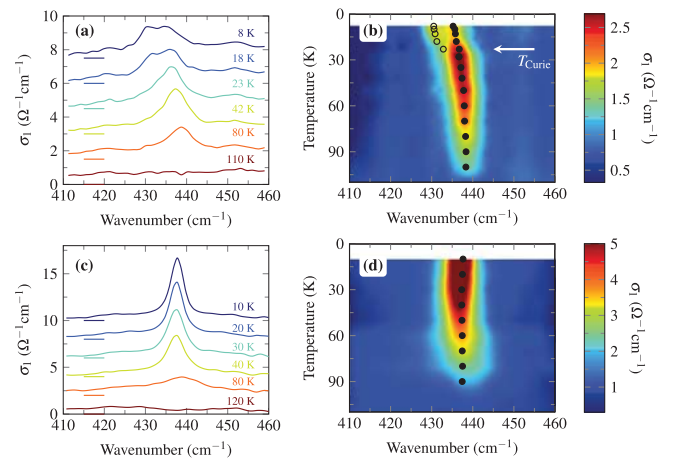 (a)
8 K
18 K
23 K
42 K
80 K
110 K
10
8
6
4
2
0
σ₁ (Ω⁻¹cm⁻¹)
410 420 430 440 450 460
Wavenumber (cm⁻¹)
(b)
T_Curie
0
30
60
90
Temperature (K)
410 420 430 440 450 460
Wavenumber (cm⁻¹)
2.5
2
1.5
1
0.5
σ₁ (Ω⁻¹cm⁻¹)
(c)
10 K
20 K
30 K
40 K
80 K
120 K
15
10
5
0
σ₁ (Ω⁻¹cm⁻¹)
410 420 430 440 450 460
Wavenumber (cm⁻¹)
(d)
0
30
60
90
Temperature (K)
410 420 430 440 450 460
Wavenumber (cm⁻¹)
5
4
3
2
1
σ₁ (Ω⁻¹cm⁻¹)